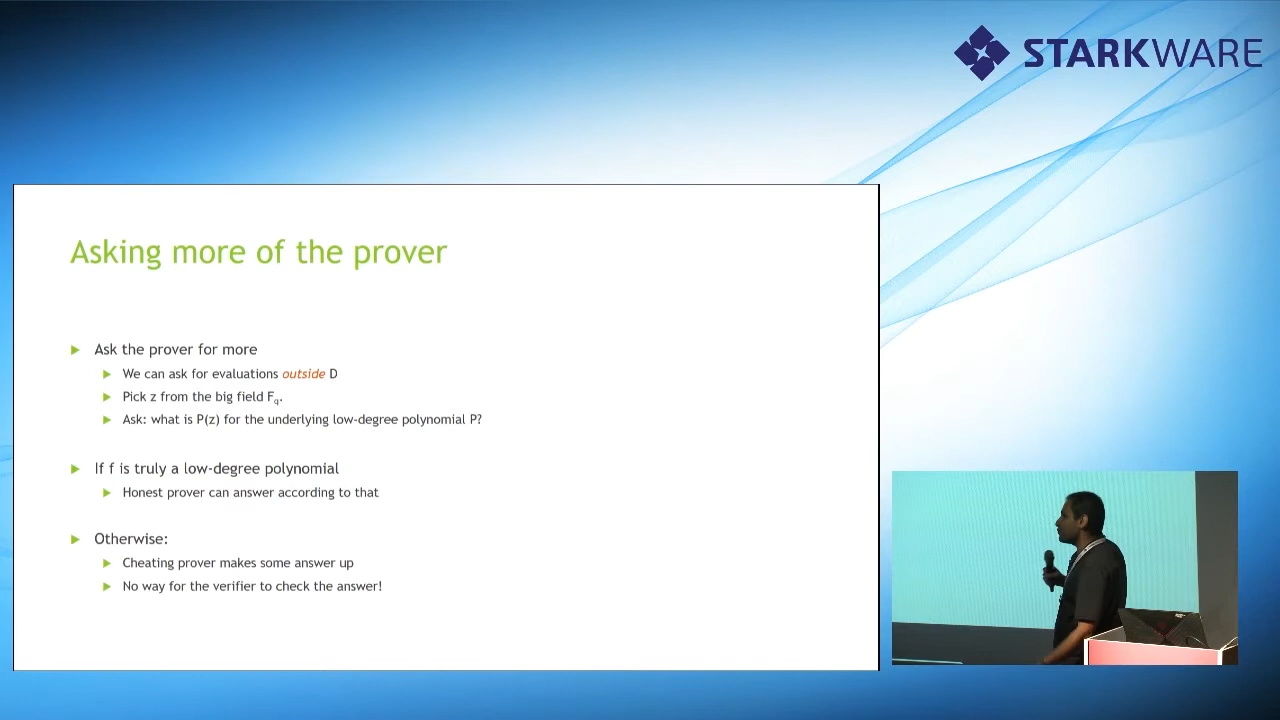 STARKWARE
Asking more of the prover
Ask the prover for more
We can ask for evaluations outside D
Pick z from the big field Fq.
Ask: what is P(z) for the underlying low-degree polynomial P?
If f is truly a low-degree polynomial
Honest prover can answer according to that
Otherwise:
Cheating prover makes some answer up
No way for the verifier to check the answer!